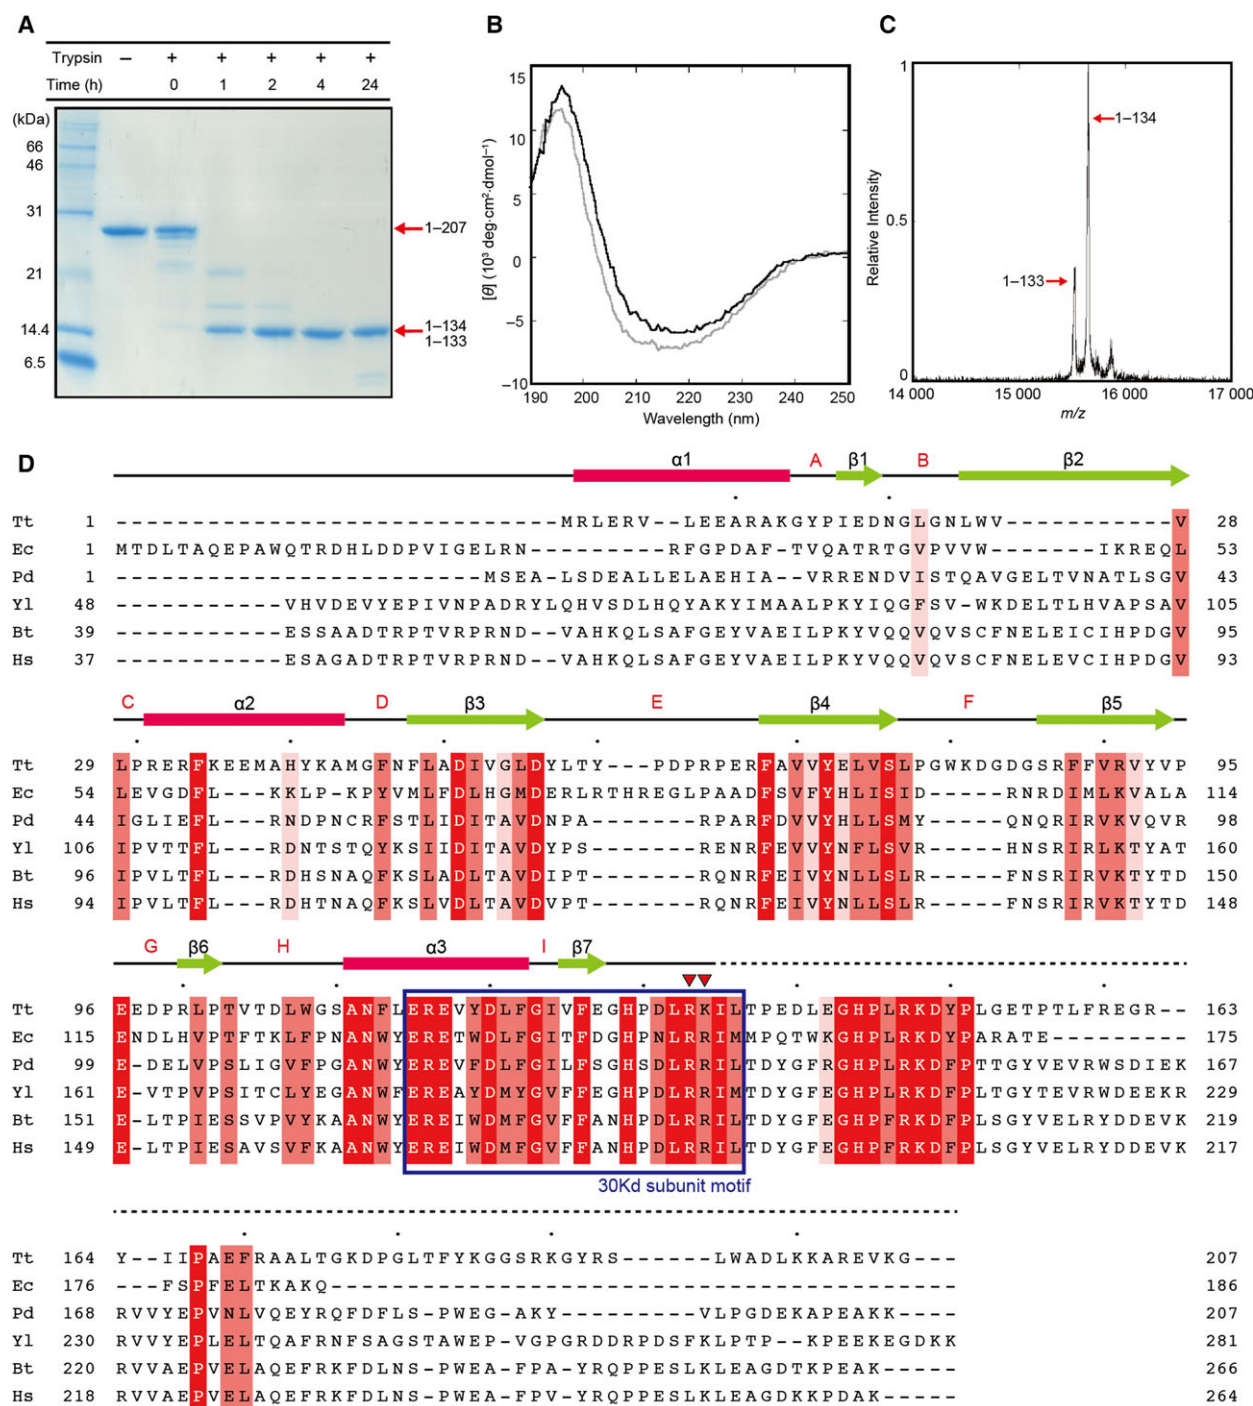 A
Trypsin – + + + + +
Time (h) 0 1 2 4 24
(kDa)
66
46
31
21
14.4
6.5
1–207
1–134
1–133
B
[θ] (10³ deg·cm²·dmol⁻¹)
15
10
5
0
–5
–10
190 200 210 220 230 240 250
Wavelength (nm)
C
Relative Intensity
1
0.5
0
1–134
1–133
14 000 15 000 16 000 17 000
m/z
D
α1 A β1 B β2
Tt 1 -----------------------------MRLERV--LEEARAKGYPIEDNGLGNLWV-----------V 28
Ec 1 MTDLTAQEPAWQTRDHLDDPVIGELRN---------RFGPDAF-TVQATRTGVPVVW-------IKREQL 53
Pd 1 ------------------------MSEA-LSDEALLELAEHIA--VRRENDVISTQAVGELTVNATLSGV 43
Yl 48 -----------VHVDEVYEPIVNPADRYLQHVSDLHQYAKYIMAALPKYIQGFSV-WKDELTLHVAPSAV 105
Bt 39 -----------ESSAADTRPTVRPRND--VAHKQLSAFGEYVAEILPKYVQQVQVSCFNELEICIHPDGV 95
Hs 37 -----------ESAGADTRPTVRPRND--VAHKQLSAFGEYVAEILPKYVQQVQVSCFNELEVCIHPDGV 93
C α2 D β3 E β4 F β5
Tt 29 LPRERFKEEMAHYKAMGFNFLADIVGLDYLTY---PDPRPERFAVVYELVSLPGWKDGDGSRFFVRVYVP 95
Ec 54 LEVGDFL---KKLP-KPYVMLFDLHGMDERLRTHREGLPAADFSVFYHLISID-----RNRDIMLKVALA 114
Pd 44 IGLIEFL---RNDPNCRFSTLIDITAVDNPA-----RPARFDVVYHLLSMY-----QNQRIRVKVQVR 98
Yl 106 IPVTTFL---RDNTSTQYKSIIDITAVDYPS-----RENRFEVVYNFLSVR-----HNSRIRLKTYAT 160
Bt 96 IPVLTFL---RDHSNAQFKSLADLTAVDIPT-----RQNRFEIVYNLLSLR-----FNSRIRVKTYTD 150
Hs 94 IPVLTFL---RDHTNAQFKSLVDLTAVDVPT-----RQNRFEIVYNLLSLR-----FNSRIRVKTYTD 148
G β6 H α3 I β7
Tt 96 EEDPRLPTVTDLWGSANFLEREVYDLFGIVFEGHPDLRKILTPEDLEGHPLRKDYPLGETPTLFREGR-- 163
Ec 115 ENDLHVPTFTKLFPNANWYERETWDLFGITFDGHPNLRRIMMPQTWKGHPLRKDYPARATE--------- 175
Pd 99 E-DELVPSLIGVFPGANWYEREVFDLFGILFSGHSDLRRILTDYGFRGHPLRKDFPTTGYVEVRWSDIEK 167
Yl 161 E-VTPVPSITCLYEGANWFEREAYDMYGVFFEGHPDLRRIMTDYGFEGHPLRKDFPLTGYTEVRWDEEKR 229
Bt 151 E-LTPIESSVPVYKAANWYEREIWDMFGVFFANHPDLRRILTDYGFEGHPFRKDFPLSGYVELRYDDEVK 219
Hs 149 E-LTPIESAVSVFKAANWYEREIWDMFGVFFANHPDLRRILTDYGFEGHPFRKDFPLSGYVELRYDDEVK 217
30Kd subunit motif
Tt 164 Y--IIPAEFRAALTGKDPGLTFYKGGSRKGYRS------LWADLKKAREVKG-- 207
Ec 176 ---FSPFELTKAKQ---------------------------------------- 186
Pd 168 RVVYEPVNLVQEYRQFDFLS-PWEG-AKY---------VLPGDEKAPEAKK---- 207
Yl 230 RVVYEPLELTQAFRNFSAGSTAWEP-VGPGRDDRPDSFKLPTP--KPEEKEGDKK 281
Bt 220 RVVAEPVELAQEFRKFDLNS-PWEA-FPA-YRQPPESLKLEAGDTKPEAK----- 266
Hs 218 RVVAEPVELAQEFRKFDLNS-PWEA-FPV-YRQPPESLKLEAGDKKPDAK----- 264